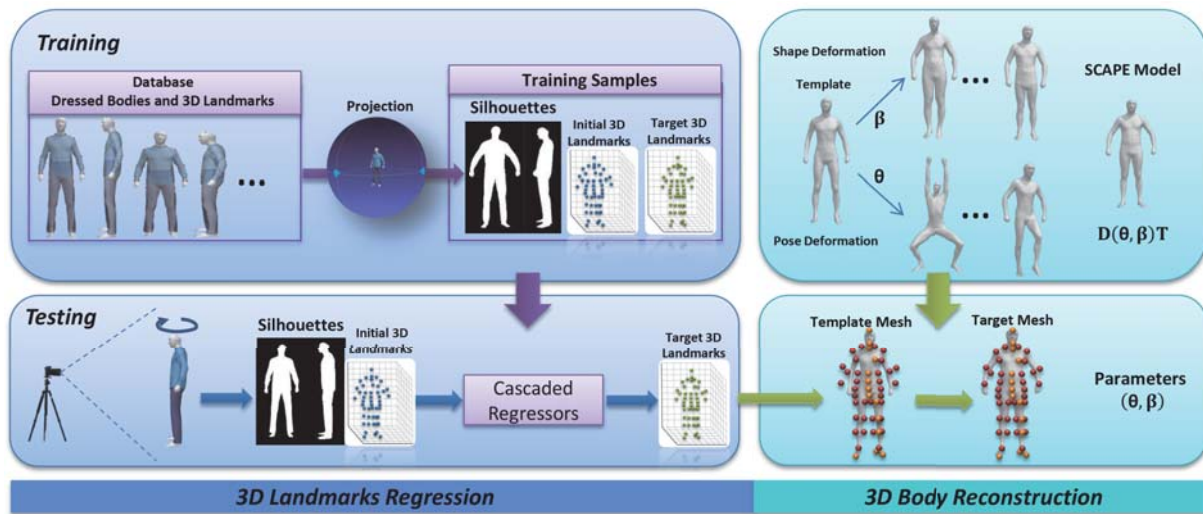 Training
Database
Dressed Bodies and 3D Landmarks
...
Projection
Training Samples
Silhouettes
Initial 3D
Landmarks
Target 3D
Landmarks
Shape Deformation
Template
β
θ
Pose Deformation
...
...
SCAPE Model
D(θ, β)T
Testing
Silhouettes
Initial 3D
Landmarks
Cascaded
Regressors
Target 3D
Landmarks
Template Mesh
Target Mesh
Parameters
(θ, β)
3D Landmarks Regression
3D Body Reconstruction